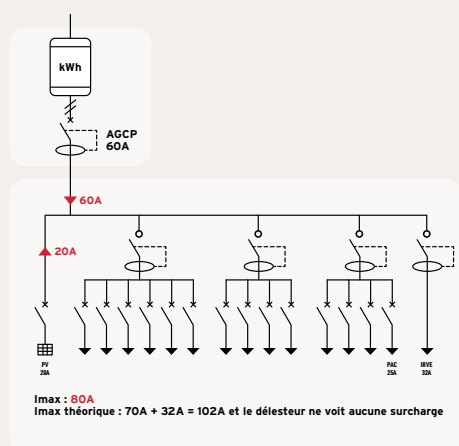 kWh
AGCP
60A
60A
20A
PV
20A
PAC
25A
IRVE
32A
Imax : 80A
Imax théorique : 70A + 32A = 102A et le délesteur ne voit aucune surcharge